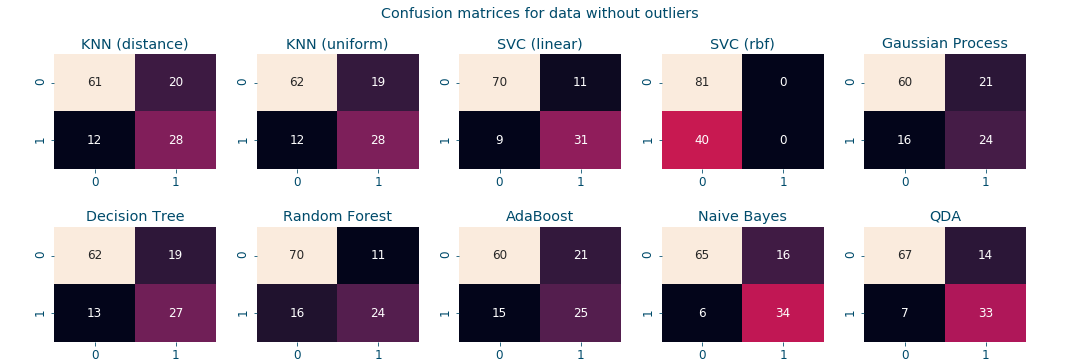 Confusion matrices for data without outliers
KNN (distance) KNN (uniform) SVC (linear) SVC (rbf) Gaussian Process
0 61 20 0 62 19 0 70 11 0 81 0 0 60 21
1 12 28 1 12 28 1 9 31 1 40 0 1 16 24
0 1 0 1 0 1 0 1 0 1
Decision Tree Random Forest AdaBoost Naive Bayes QDA
0 62 19 0 70 11 0 60 21 0 65 16 0 67 14
1 13 27 1 16 24 1 15 25 1 6 34 1 7 33
0 1 0 1 0 1 0 1 0 1